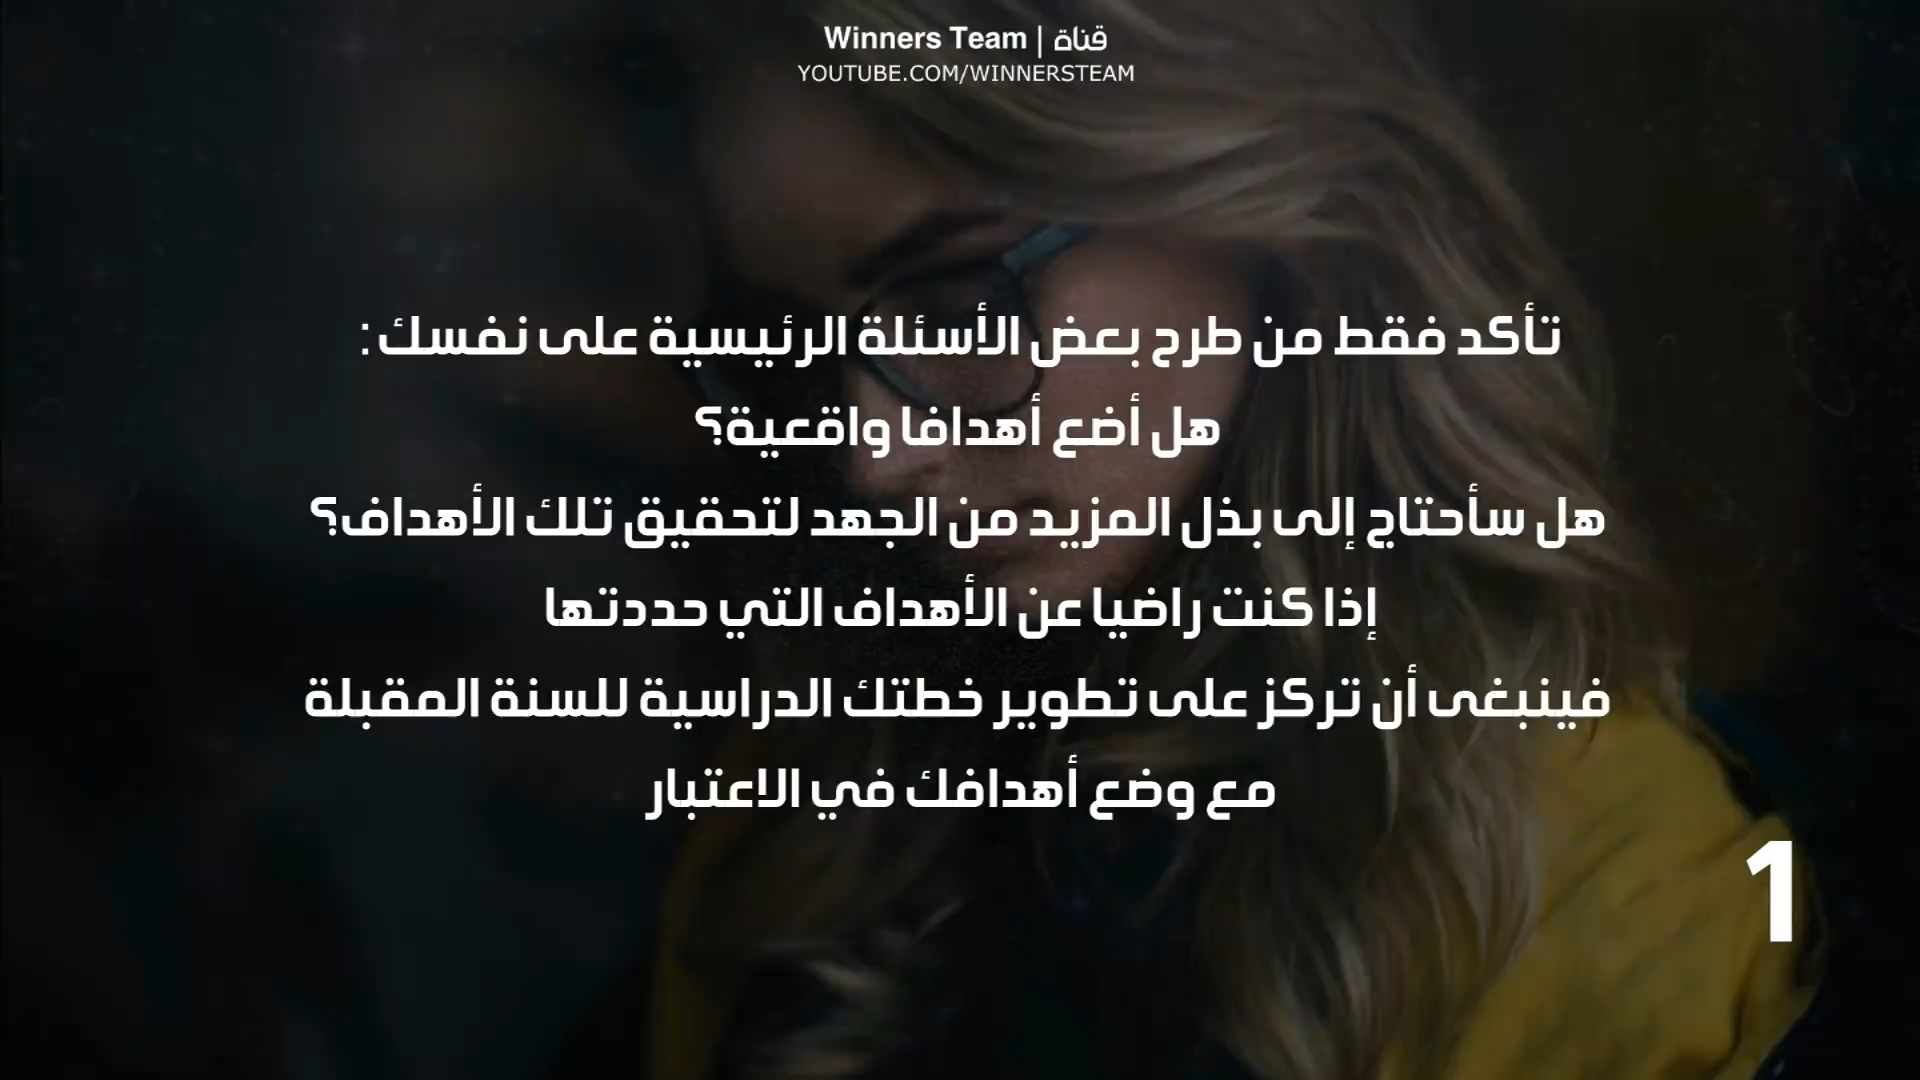 Winners Team | قناة
YOUTUBE.COM/WINNERSTEAM
تأكد فقط من طرح بعض الأسئلة الرئيسية على نفسك:
هل أضع أهدافا واقعية؟
هل سأحتاج إلى بذل المزيد من الجهد لتحقيق تلك الأهداف؟
إذا كنت راضيا عن الأهداف التي حددتها
فينبغى أن تركز على تطوير خطتك الدراسية للسنة المقبلة
مع وضع أهدافك في الاعتبار
1